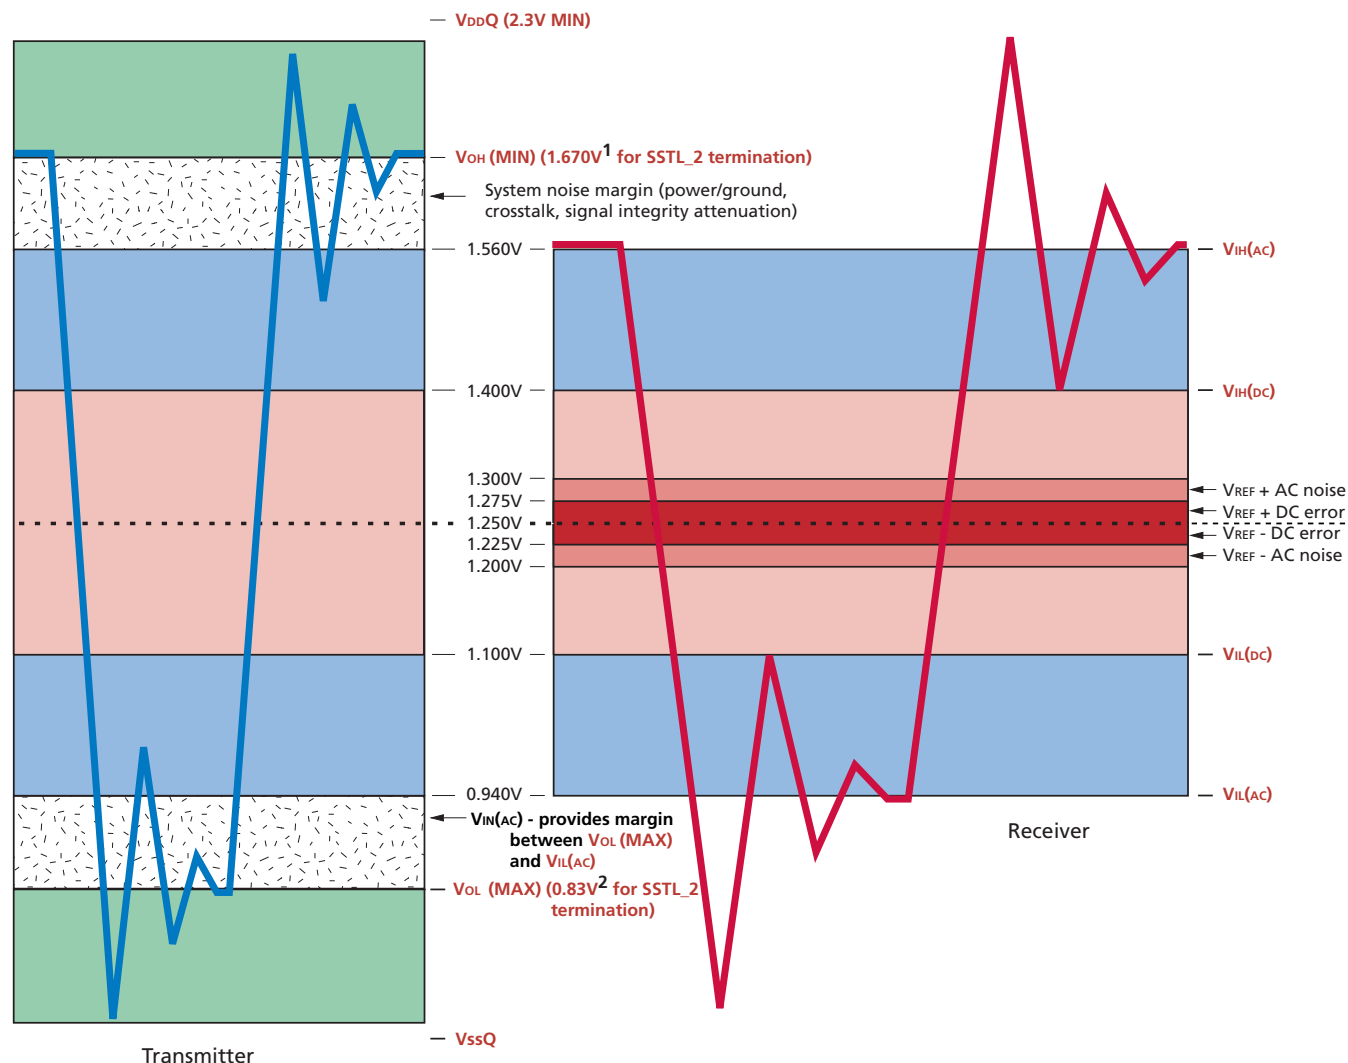 VDDQ (2.3V MIN)
VOH (MIN) (1.670V1 for SSTL_2 termination)
System noise margin (power/ground,
crosstalk, signal integrity attenuation)
1.560V
VIH(AC)
1.400V
VIH(DC)
1.300V
1.275V
1.250V
1.225V
1.200V
VREF + AC noise
VREF + DC error
VREF - DC error
VREF - AC noise
1.100V
VIL(DC)
0.940V
VIL(AC)
VIN(AC) - provides margin
between VOL (MAX)
and VIL(AC)
Receiver
VOL (MAX) (0.83V2 for SSTL_2
termination)
VssQ
Transmitter